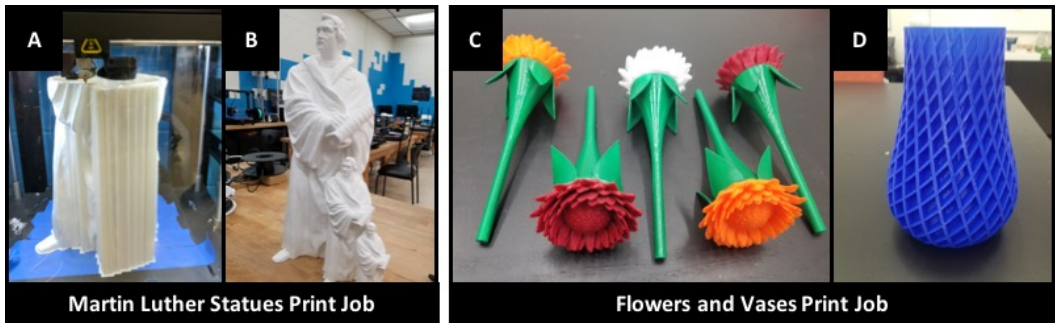 A
B
C
D
Martin Luther Statues Print Job
Flowers and Vases Print Job